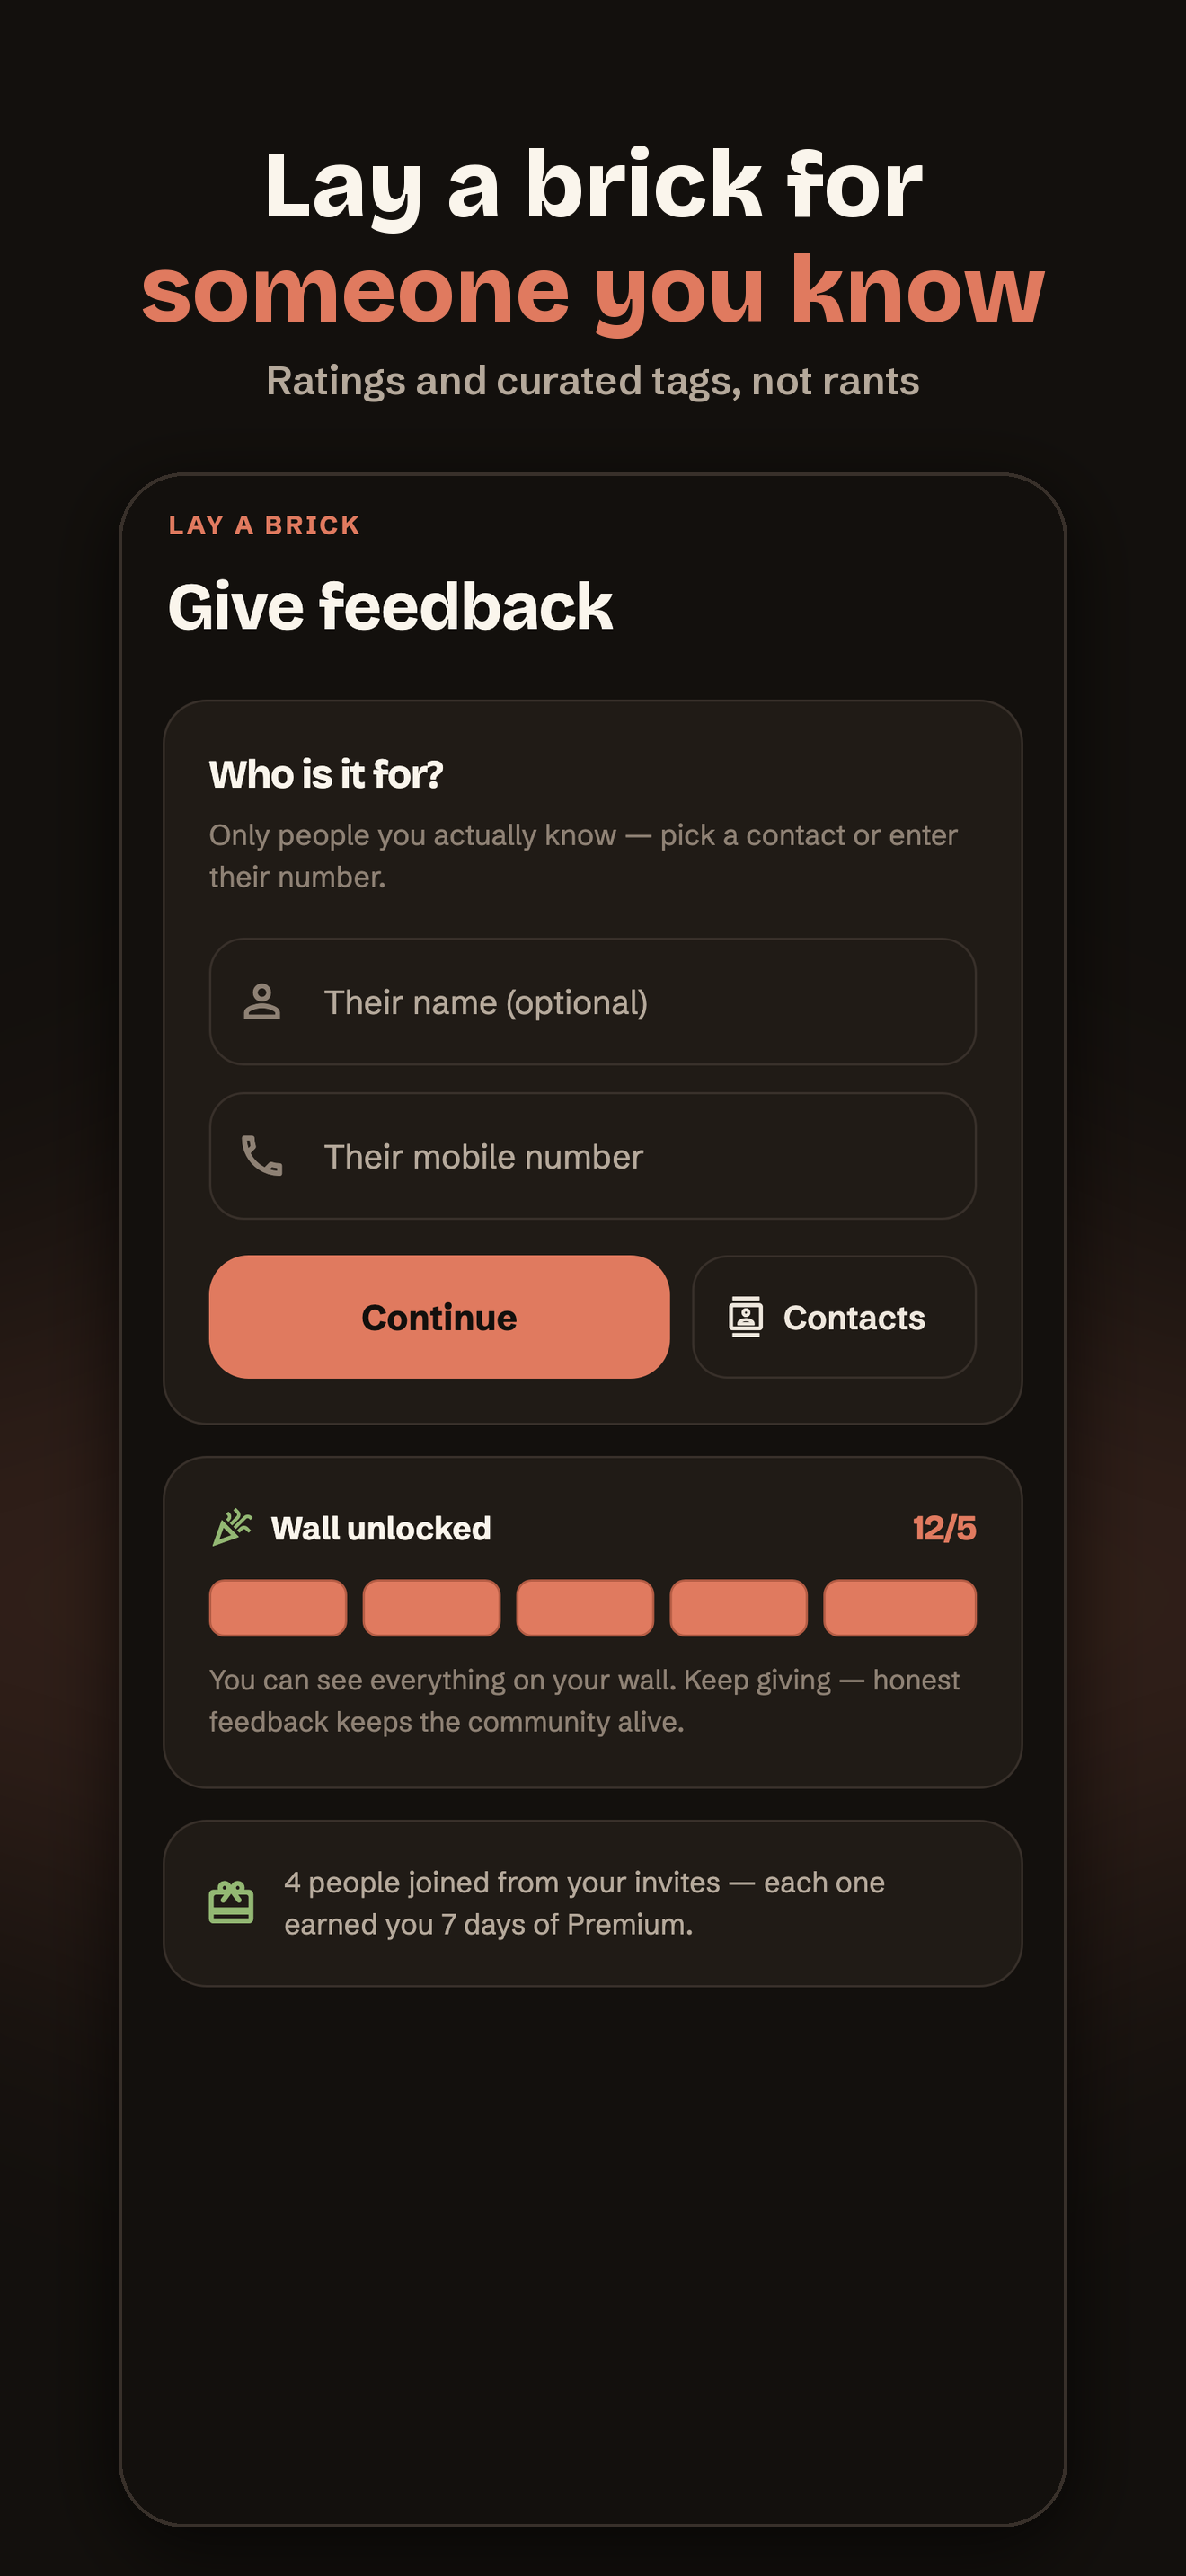 Lay a brick for
someone you know
Ratings and curated tags, not rants
LAY A BRICK
Give feedback
Who is it for?
Only people you actually know — pick a contact or enter
their number.
Their name (optional)
Their mobile number
Continue
Contacts
Wall unlocked
12/5
You can see everything on your wall. Keep giving — honest
feedback keeps the community alive.
4 people joined from your invites — each one
earned you 7 days of Premium.